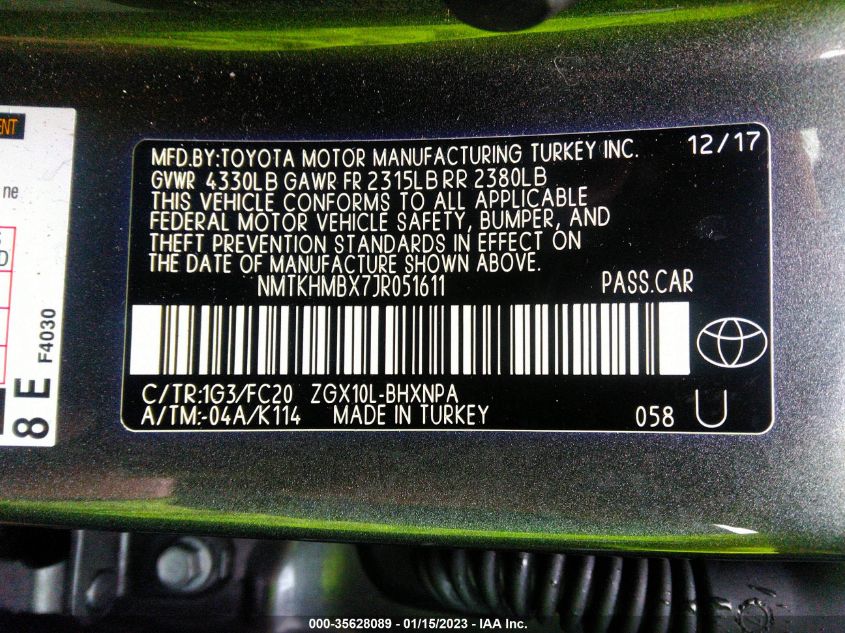 ENT
ne
S
D
8 E
F4030
MFD.BY:TOYOTA MOTOR MANUFACTURING TURKEY INC. 12/17
GVWR 4330LB GAWR FR 2315LB RR 2380LB
THIS VEHICLE CONFORMS TO ALL APPLICABLE
FEDERAL MOTOR VEHICLE SAFETY, BUMPER, AND
THEFT PREVENTION STANDARDS IN EFFECT ON
THE DATE OF MANUFACTURE SHOWN ABOVE.
NMTKHMBX7JR051611 PASS.CAR
C/TR:1G3/FC20 ZGX10L-BHXNPA
A/TM:-04A/K114 MADE IN TURKEY 058 U
000-35628089 - 01/15/2023 - IAA Inc.